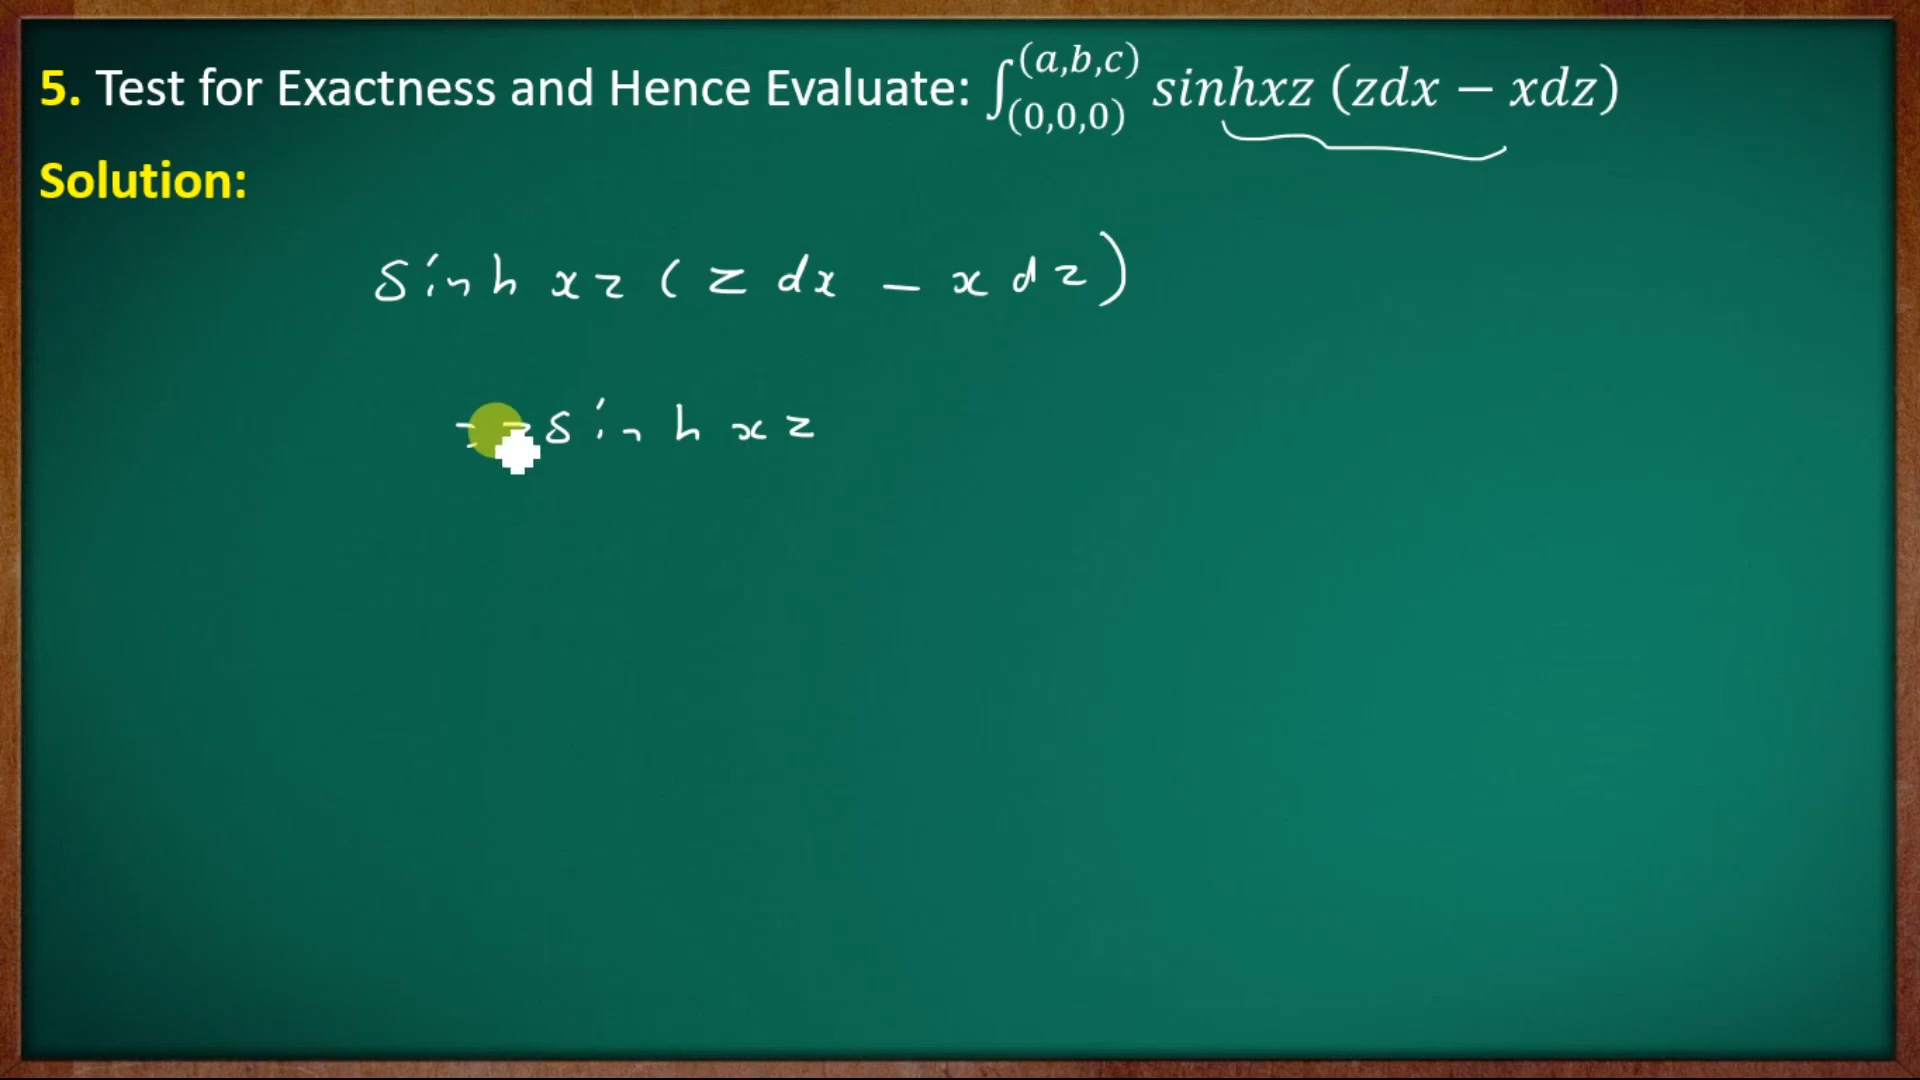 5. Test for Exactness and Hence Evaluate: ∫_{(0,0,0)}^{(a,b,c)} sinhxz (zdx − xdz)
Solution:
sinh xz (z dx − x dz)
= z sinh xz